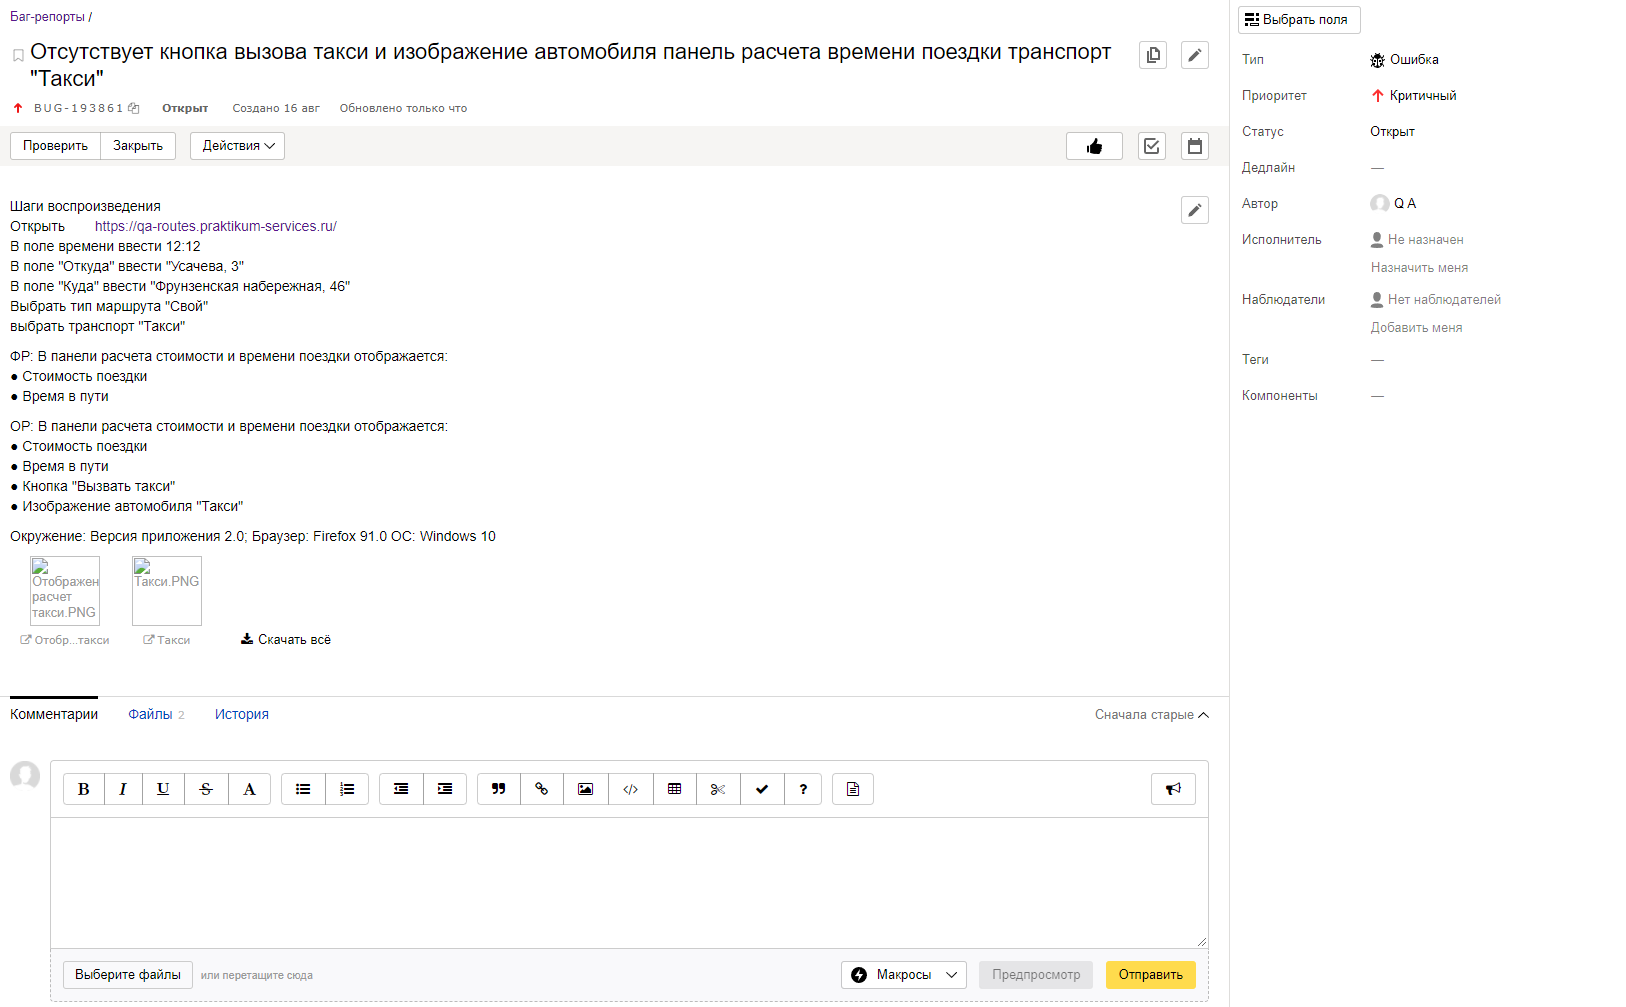 Баг-репорты /
Отсутствует кнопка вызова такси и изображение автомобиля панель расчета времени поездки транспорт
"Такси"
BUG-193861 Открыт Создано 16 авг Обновлено только что
Проверить Закрыть Действия
Шаги воспроизведения
Открыть https://qa-routes.praktikum-services.ru/
В поле времени ввести 12:12
В поле "Откуда" ввести "Усачева, 3"
В поле "Куда" ввести "Фрунзенская набережная, 46"
Выбрать тип маршрута "Свой"
выбрать транспорт "Такси"
ФР: В панели расчета стоимости и времени поездки отображается:
● Стоимость поездки
● Время в пути
ОР: В панели расчета стоимости и времени поездки отображается:
● Стоимость поездки
● Время в пути
● Кнопка "Вызвать такси"
● Изображение автомобиля "Такси"
Окружение: Версия приложения 2.0; Браузер: Firefox 91.0 ОС: Windows 10
Отображен
расчет
такси.PNG
Такси.PNG
Отобр...такси Такси Скачать всё
Комментарии Файлы 2 История Сначала старые
B I U S A
Выберите файлы или перетащите сюда Макросы Предпросмотр Отправить
Выбрать поля
Тип Ошибка
Приоритет Критичный
Статус Открыт
Дедлайн —
Автор Q A
Исполнитель Не назначен
Назначить меня
Наблюдатели Нет наблюдателей
Добавить меня
Теги —
Компоненты —